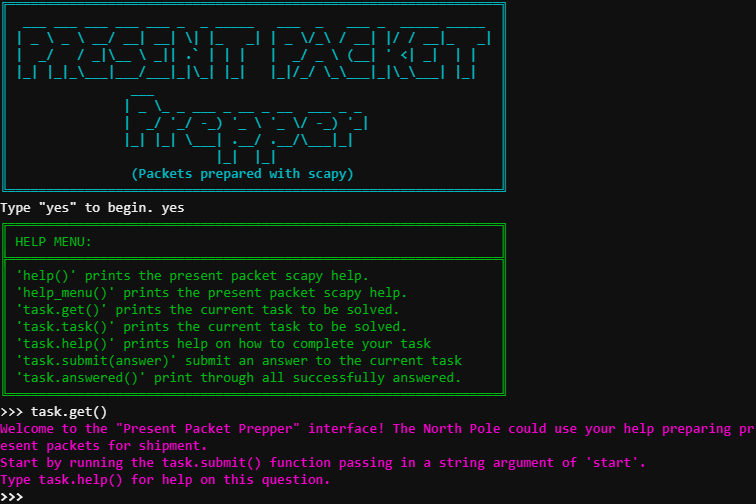 PRESENT PACKET
Prepper
(Packets prepared with scapy)
Type "yes" to begin. yes
HELP MENU:
'help()' prints the present packet scapy help.
'help_menu()' prints the present packet scapy help.
'task.get()' prints the current task to be solved.
'task.task()' prints the current task to be solved.
'task.help()' prints help on how to complete your task
'task.submit(answer)' submit an answer to the current task
'task.answered()' print through all successfully answered.
>>> task.get()
Welcome to the "Present Packet Prepper" interface! The North Pole could use your help preparing pr
esent packets for shipment.
Start by running the task.submit() function passing in a string argument of 'start'.
Type task.help() for help on this question.
>>>